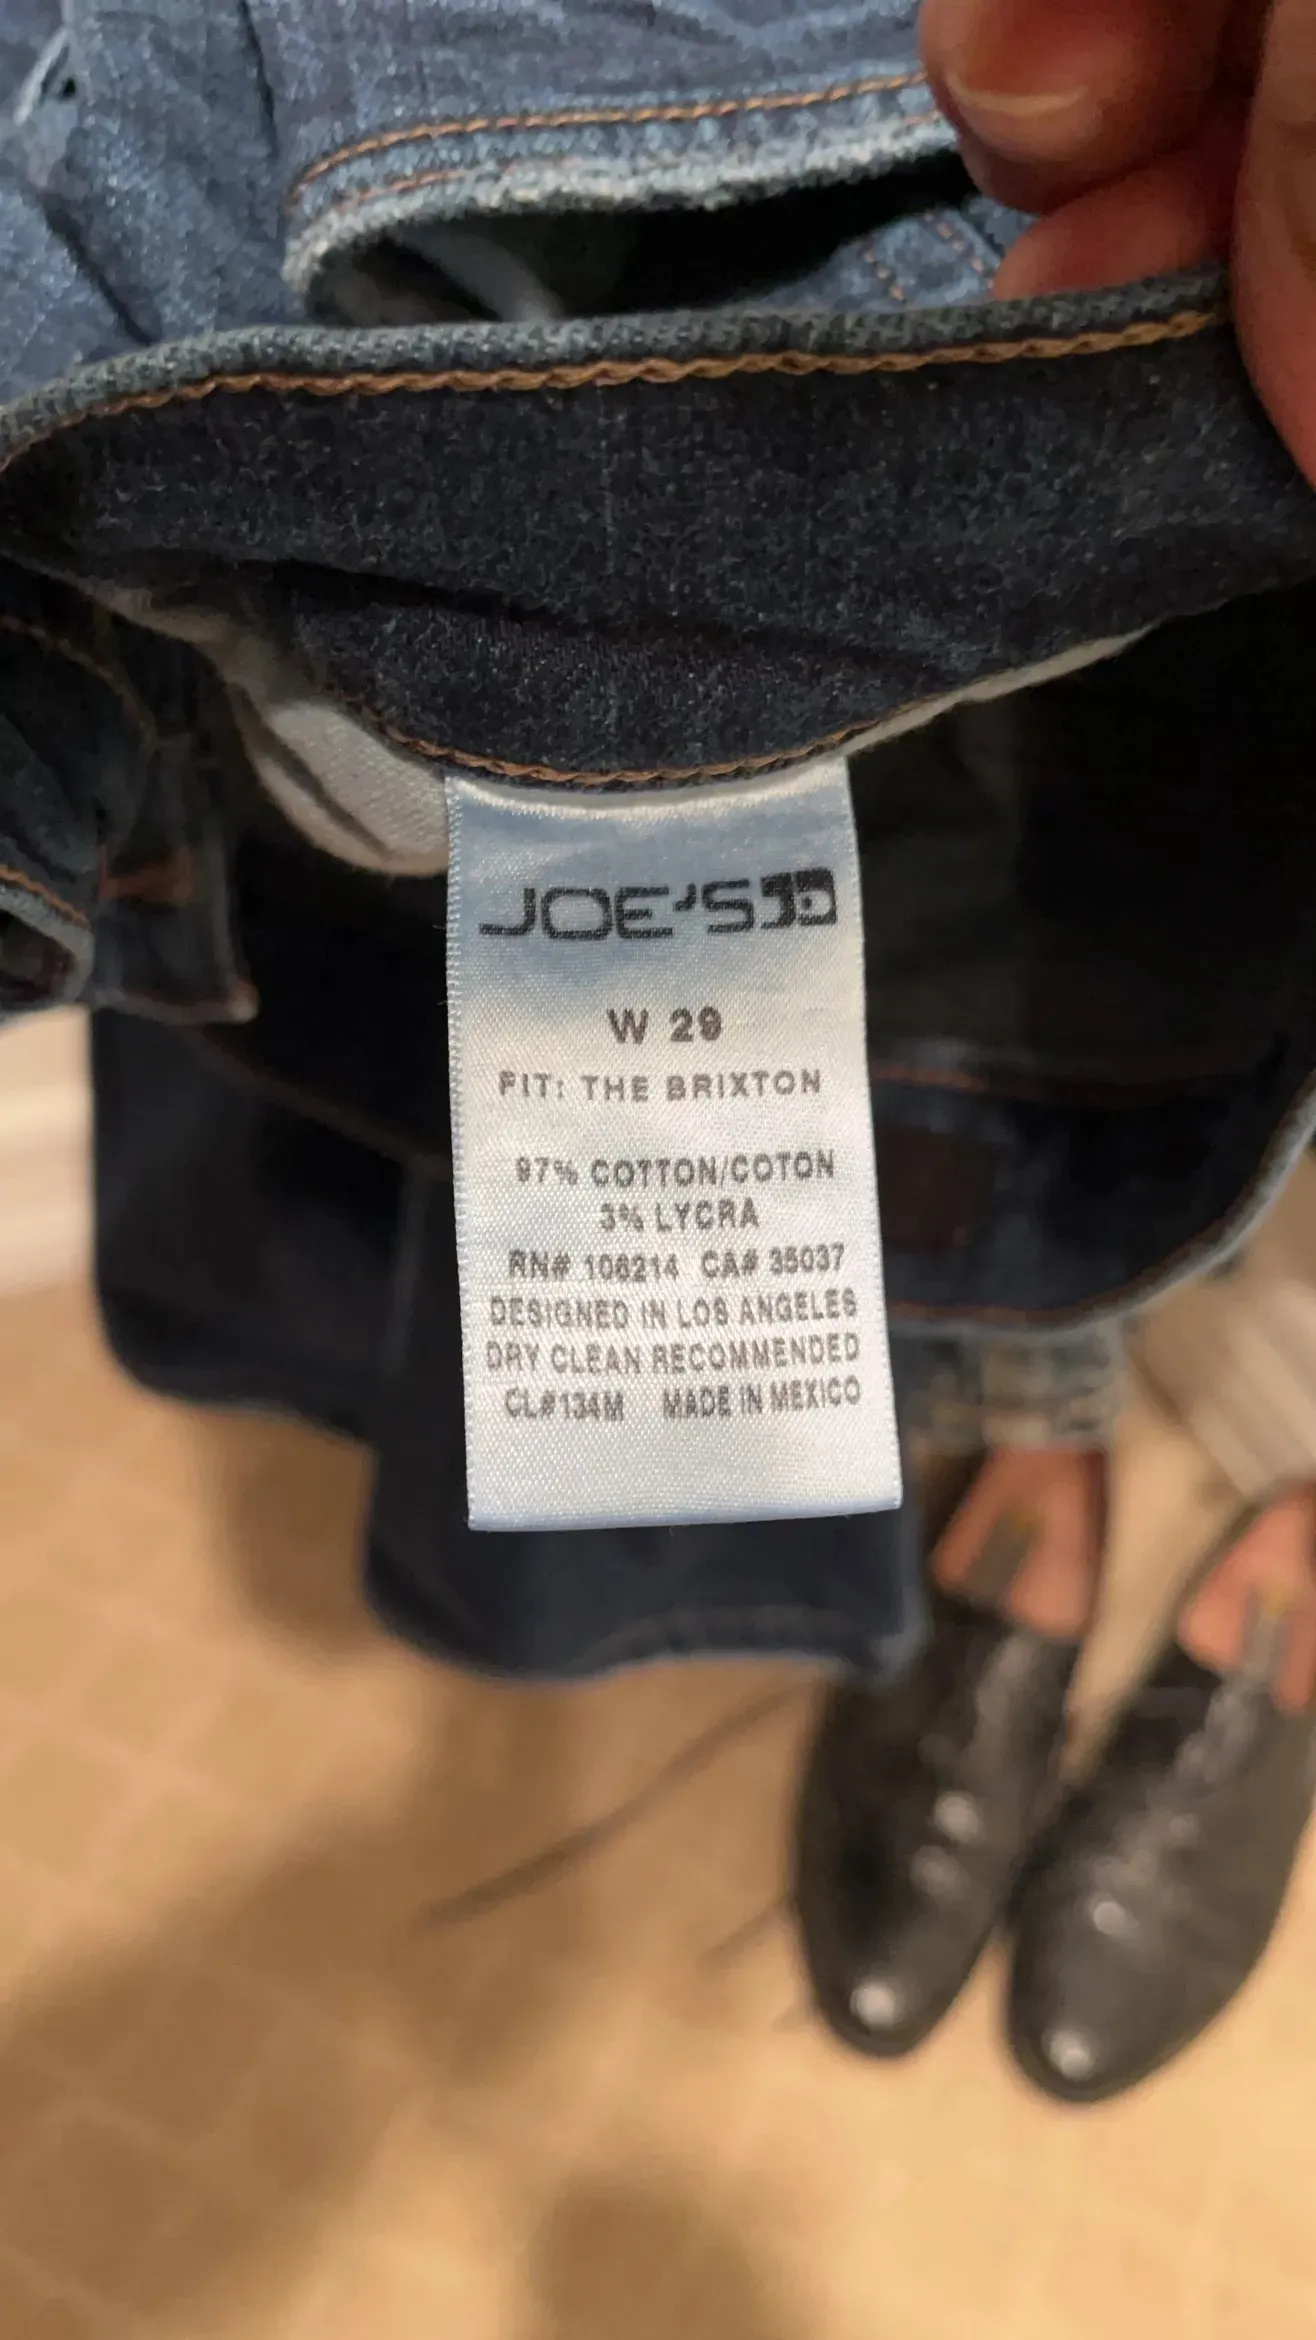 JOE'S
W 29
FIT: THE BRIXTON
97% COTTON/COTON
3% LYCRA
RN# 106214 CA# 35037
DESIGNED IN LOS ANGELES
DRY CLEAN RECOMMENDED
CL#134M MADE IN MEXICO